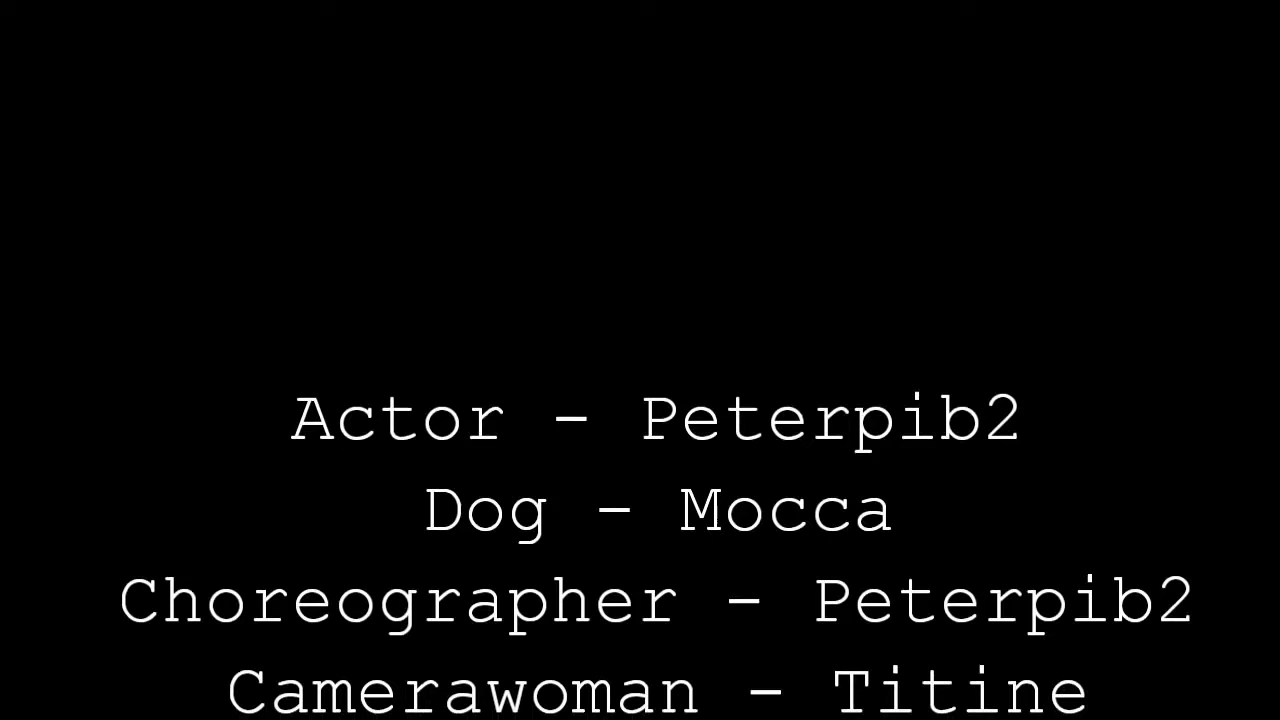 Actor - Peterpib2
Dog - Mocca
Choreographer - Peterpib2
Camerawoman - Titine